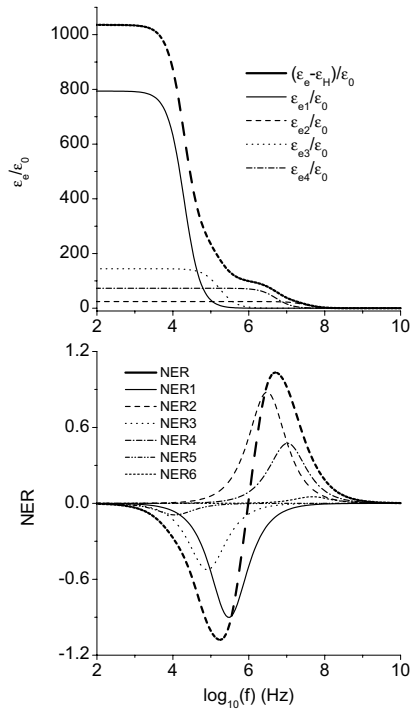 1000
800
600
400
200
0
ε_e/ε_0
(ε_e-ε_H)/ε_0
ε_e1/ε_0
ε_e2/ε_0
ε_e3/ε_0
ε_e4/ε_0
2 4 6 8 10
1.2
0.6
0.0
-0.6
-1.2
NER
NER
NER1
NER2
NER3
NER4
NER5
NER6
2 4 6 8 10
log_10(f) (Hz)